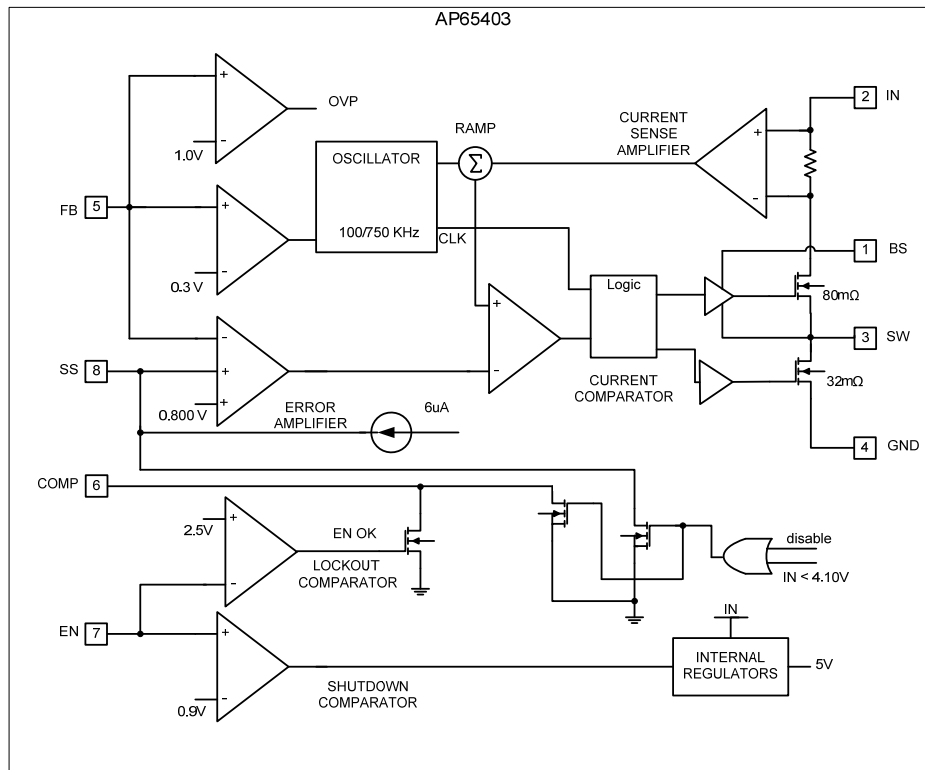 AP65403
OVP
1.0V
FB
5
0.3 V
OSCILLATOR
100/750 KHz
CLK
RAMP
Σ
CURRENT
SENSE
AMPLIFIER
2
IN
1
BS
80mΩ
3
SW
32mΩ
4
GND
Logic
CURRENT
COMPARATOR
SS
8
0.800 V
ERROR
AMPLIFIER
6uA
COMP
6
2.5V
EN OK
LOCKOUT
COMPARATOR
disable
IN < 4.10V
EN
7
0.9V
SHUTDOWN
COMPARATOR
IN
INTERNAL
REGULATORS
5V